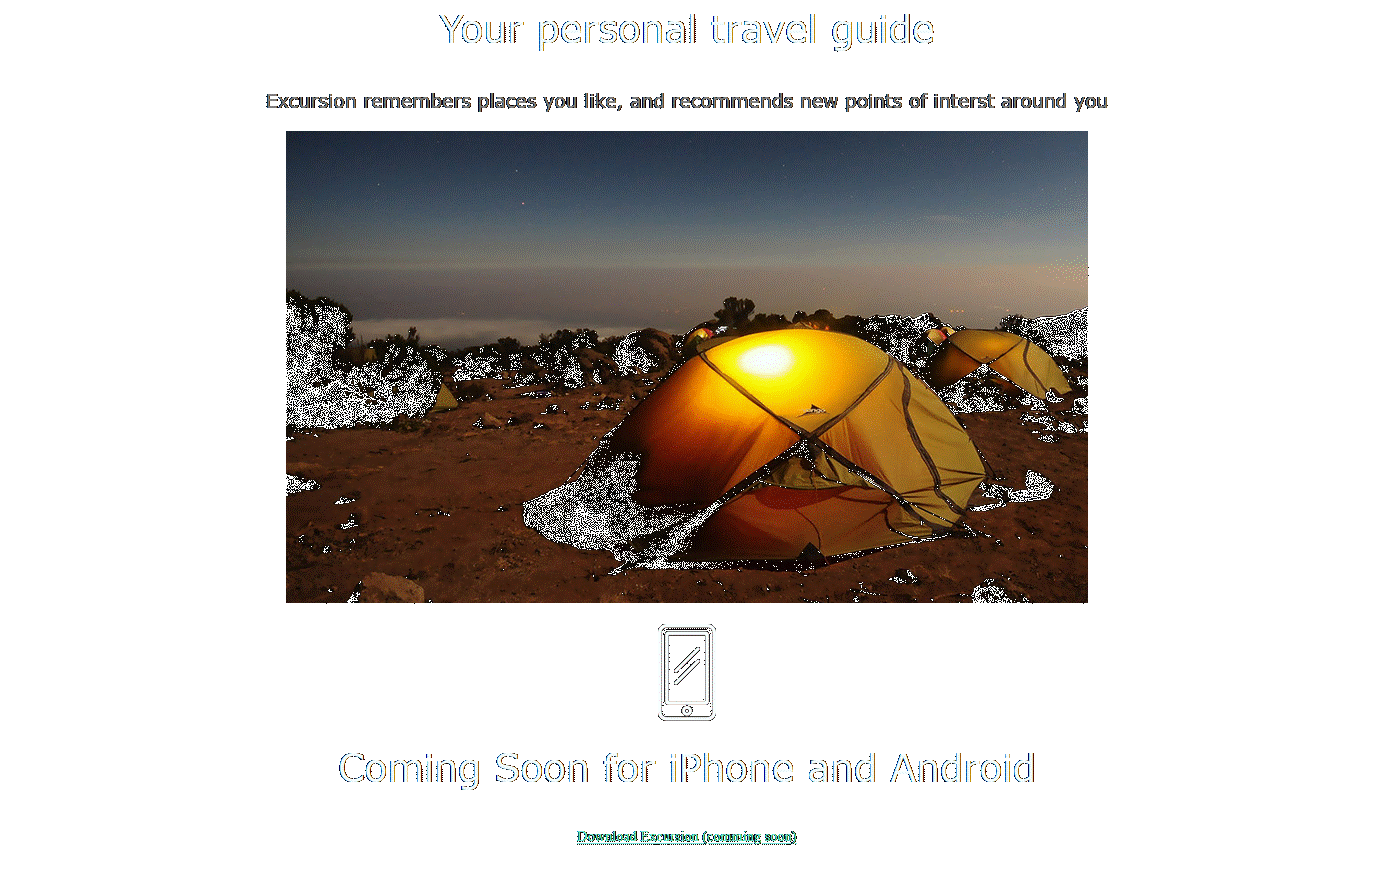 Your personal travel guide
Excursion remembers places you like, and recommends new points of interst around you
Coming Soon for iPhone and Android
Download Excursion (comming soon)